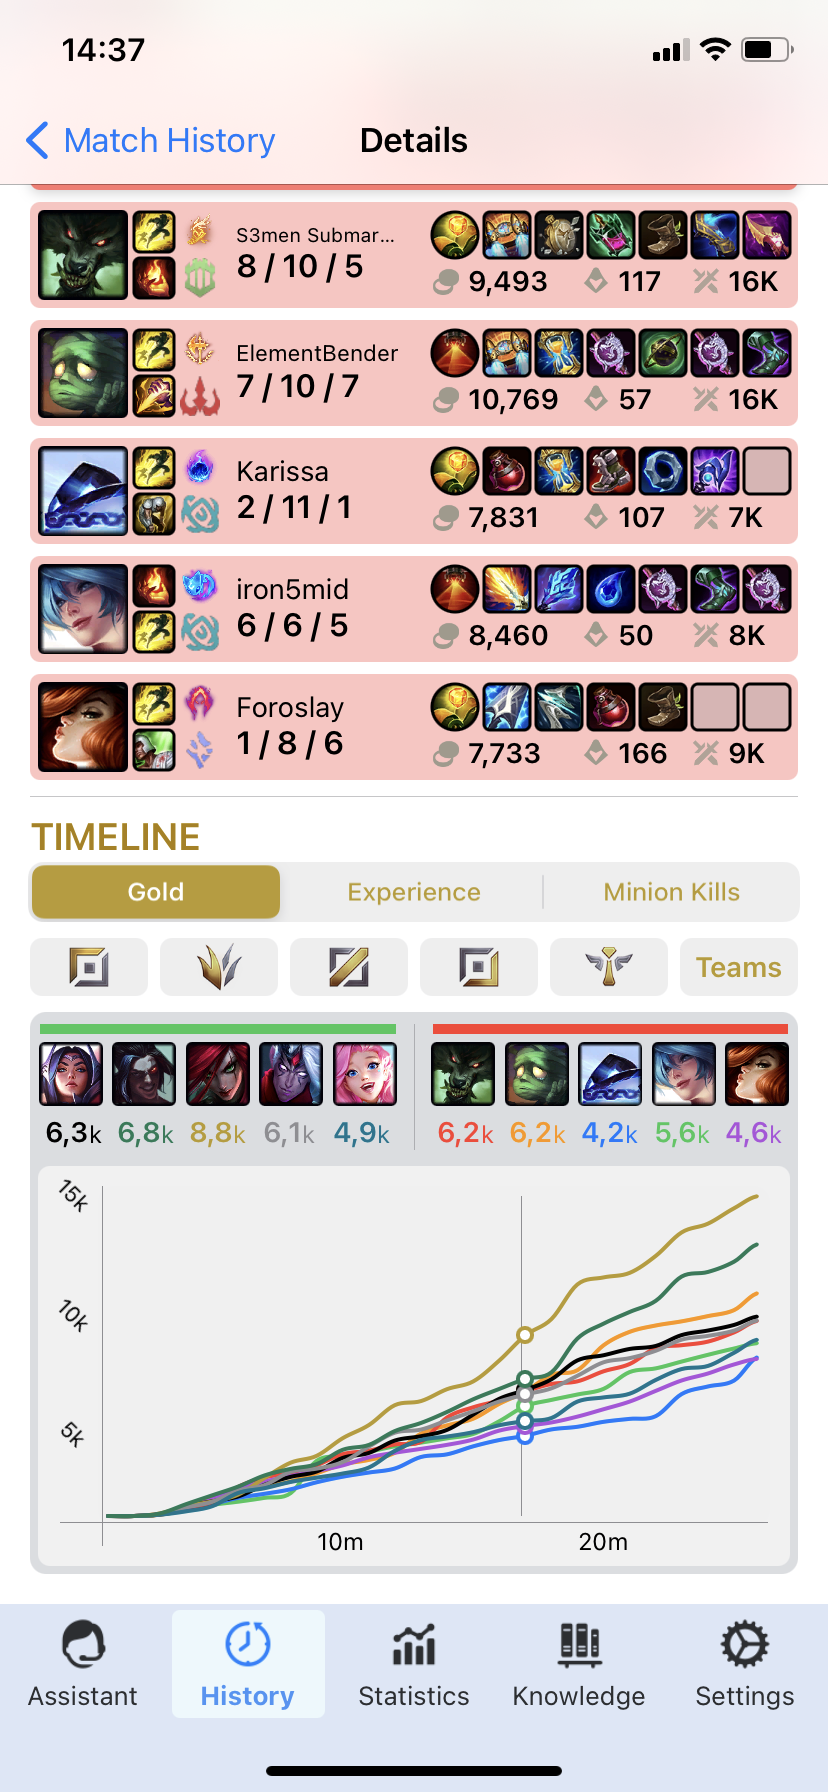 14:37
Match History
Details
S3men Submar...
8 / 10 / 5
9,493 117 16K
ElementBender
7 / 10 / 7
10,769 57 16K
Karissa
2 / 11 / 1
7,831 107 7K
iron5mid
6 / 6 / 5
8,460 50 8K
Foroslay
1 / 8 / 6
7,733 166 9K
TIMELINE
Gold Experience Minion Kills
Teams
6,3k 6,8k 8,8k 6,1k 4,9k 6,2k 6,2k 4,2k 5,6k 4,6k
15k
10k
5k
10m 20m
Assistant History Statistics Knowledge Settings